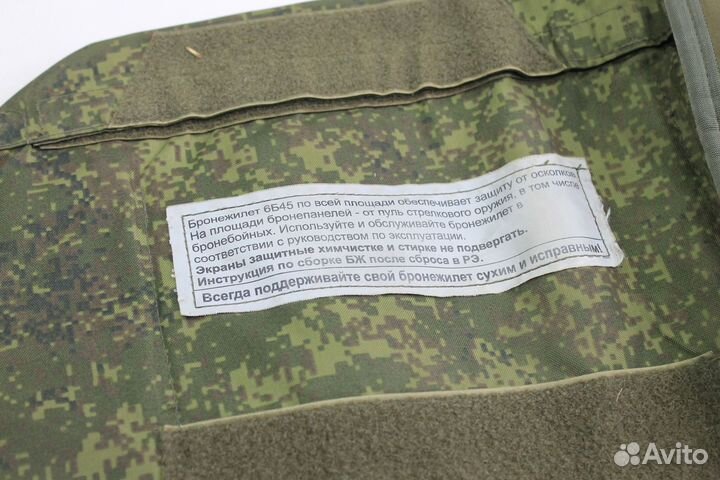 Бронежилет 6Б45 по всей площади обеспечивает защиту от осколков.
На площади бронепанелей - от пуль стрелкового оружия, в том числе
бронебойных. Используйте и обслуживайте бронежилет в
соответствии с руководством по эксплуатации.
Экраны защитные химчистке и стирке не подвергать.
Инструкция по сборке БЖ после сброса в РЭ.
Всегда поддерживайте свой бронежилет сухим и исправным!
Avito